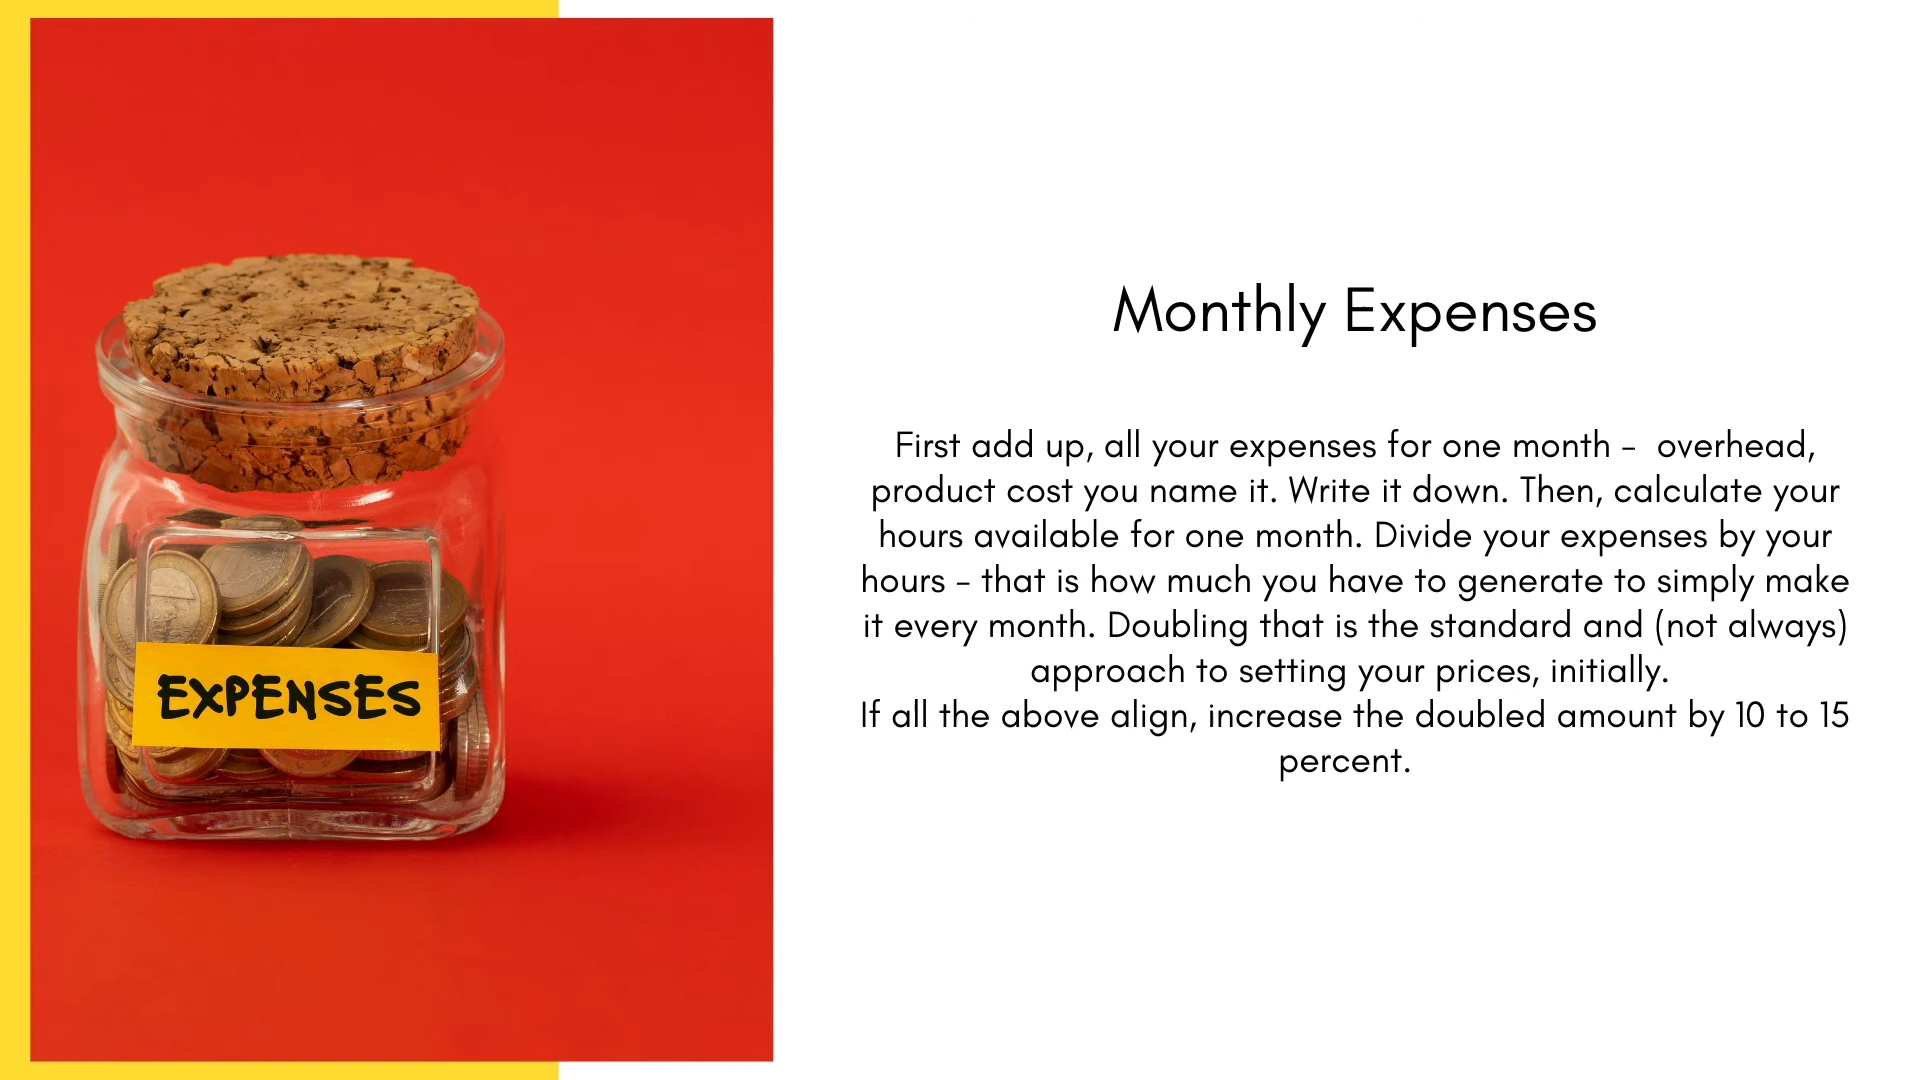 Monthly Expenses
First add up, all your expenses for one month -  overhead,
product cost you name it. Write it down. Then, calculate your
hours available for one month. Divide your expenses by your
hours - that is how much you have to generate to simply make
it every month. Doubling that is the standard and (not always)
approach to setting your prices, initially.
If all the above align, increase the doubled amount by 10 to 15
percent.
EXPENSES